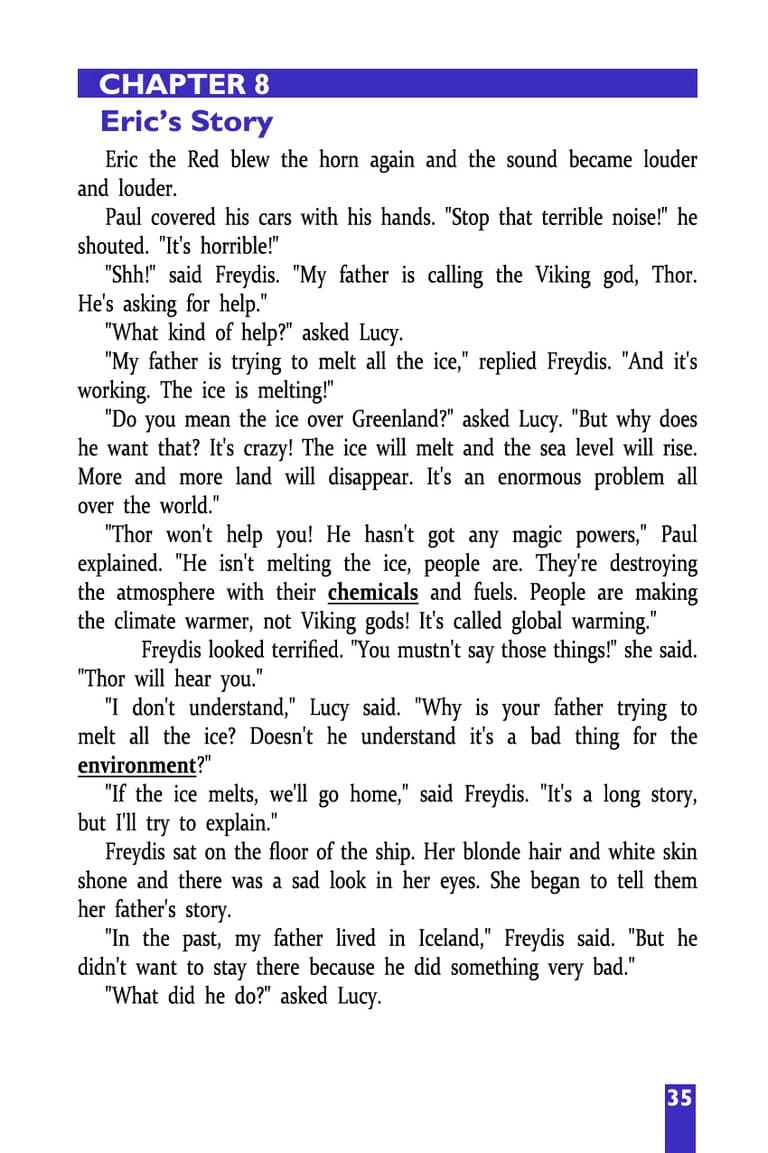 CHAPTER 8
Eric's Story
Eric the Red blew the horn again and the sound became louder
and louder.
Paul covered his cars with his hands. "Stop that terrible noise!" he
shouted. "It's horrible!"
"Shh!" said Freydis. "My father is calling the Viking god, Thor.
He's asking for help."
"What kind of help?" asked Lucy.
"My father is trying to melt all the ice," replied Freydis. "And it's
working. The ice is melting!"
"Do you mean the ice over Greenland?" asked Lucy. "But why does
he want that? It's crazy! The ice will melt and the sea level will rise.
More and more land will disappear. It's an enormous problem all
over the world."
"Thor won't help you! He hasn't got any magic powers," Paul
explained. "He isn't melting the ice, people are. They're destroying
the atmosphere with their chemicals and fuels. People are making
the climate warmer, not Viking gods! It's called global warming."
Freydis looked terrified. "You mustn't say those things!" she said.
"Thor will hear you."
"I don't understand," Lucy said. "Why is your father trying to
melt all the ice? Doesn't he understand it's a bad thing for the
environment?"
"If the ice melts, we'll go home," said Freydis. "It's a long story,
but I'll try to explain."
Freydis sat on the floor of the ship. Her blonde hair and white skin
shone and there was a sad look in her eyes. She began to tell them
her father's story.
"In the past, my father lived in Iceland," Freydis said. "But he
didn't want to stay there because he did something very bad."
"What did he do?" asked Lucy.
35